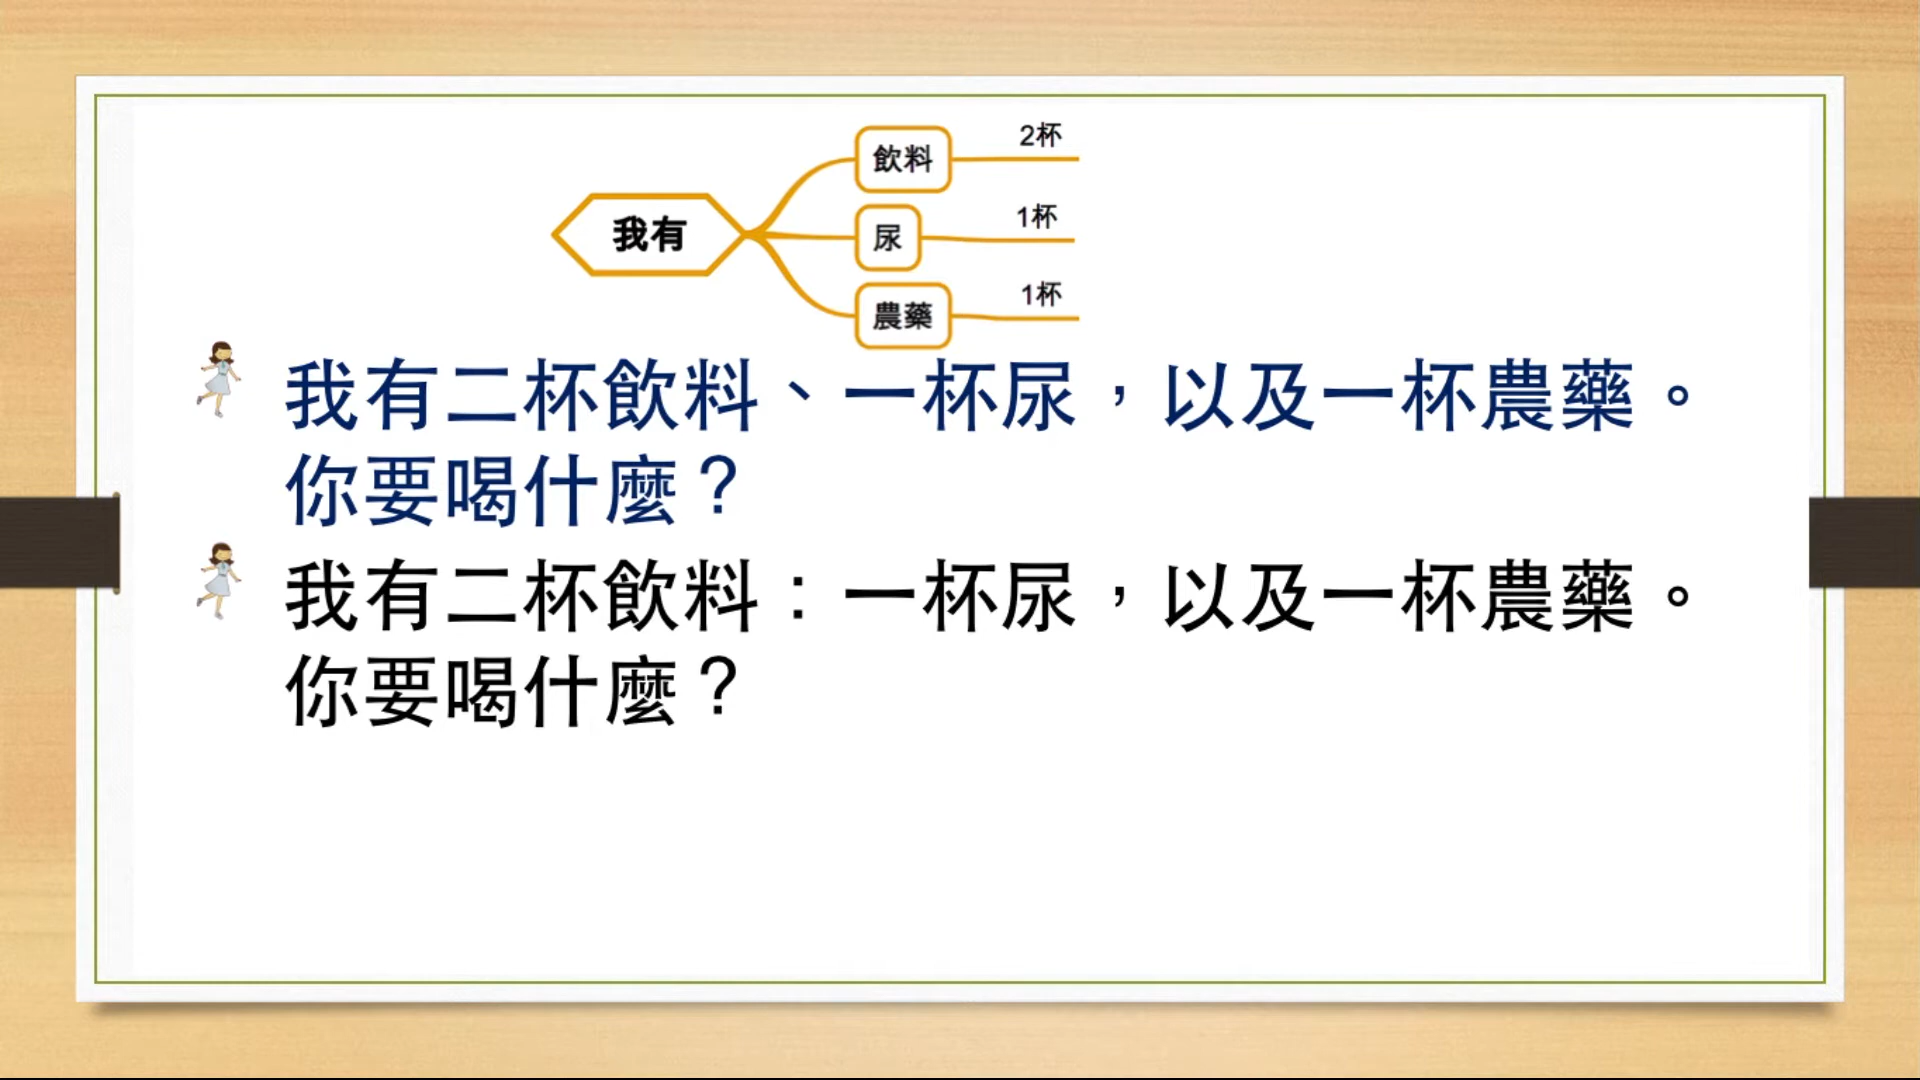 我有
飲料
2杯
尿
1杯
農藥
1杯
我有二杯飲料、一杯尿，以及一杯農藥。
你要喝什麼？
我有二杯飲料：一杯尿，以及一杯農藥。
你要喝什麼？